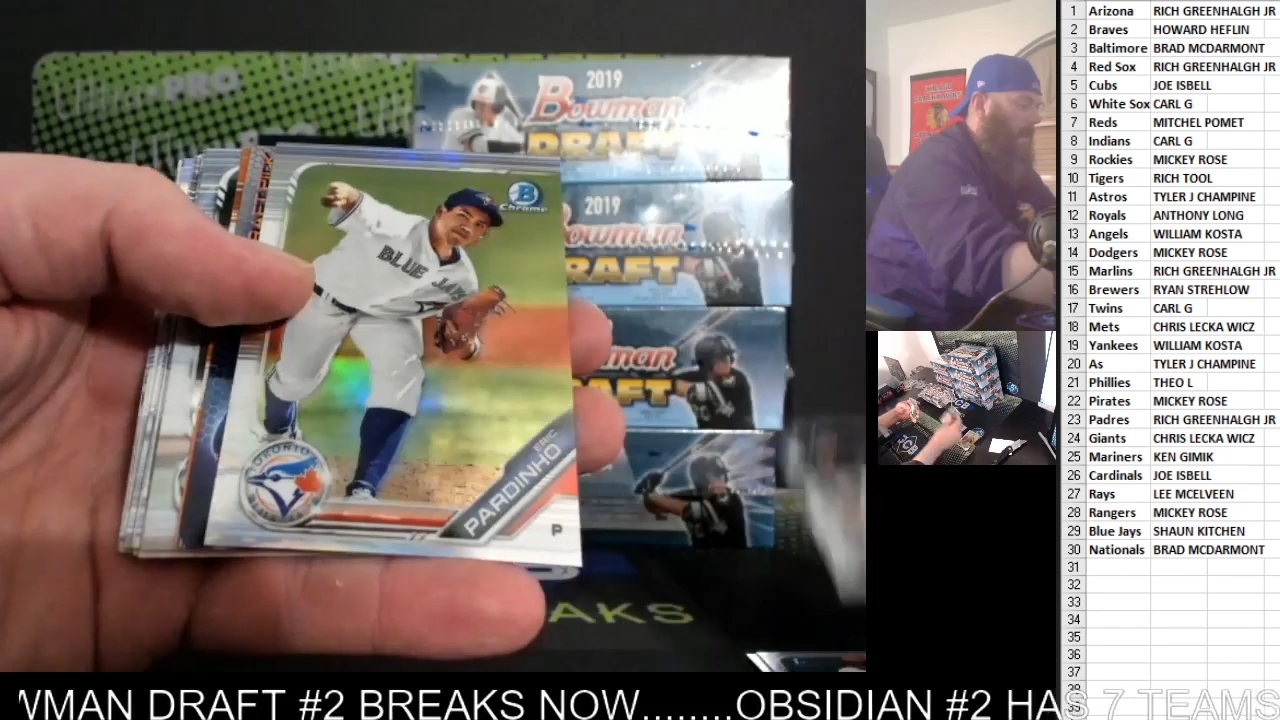 PRO
2019
Bowman
DRAFT
2019
Bowman
DRAFT
Bowman
DRAFT
B
Chrome
BLUE JAYS
TORONTO
ERIC
PARDINHO
P
AKS
1 Arizona RICH GREENHALGH JR
2 Braves HOWARD HEFLIN
3 Baltimore BRAD MCDARMONT
4 Red Sox RICH GREENHALGH JR
5 Cubs JOE ISBELL
6 White Sox CARL G
7 Reds MITCHEL POMET
8 Indians CARL G
9 Rockies MICKEY ROSE
10 Tigers RICH TOOL
11 Astros TYLER J CHAMPINE
12 Royals ANTHONY LONG
13 Angels WILLIAM KOSTA
14 Dodgers MICKEY ROSE
15 Marlins RICH GREENHALGH JR
16 Brewers RYAN STREHLOW
17 Twins CARL G
18 Mets CHRIS LECKA WICZ
19 Yankees WILLIAM KOSTA
20 As TYLER J CHAMPINE
21 Phillies THEO L
22 Pirates MICKEY ROSE
23 Padres RICH GREENHALGH JR
24 Giants CHRIS LECKA WICZ
25 Mariners KEN GIMIK
26 Cardinals JOE ISBELL
27 Rays LEE MCELVEEN
28 Rangers MICKEY ROSE
29 Blue Jays SHAUN KITCHEN
30 Nationals BRAD MCDARMONT
31
32
33
34
35
36
37
WMAN DRAFT #2 BREAKS NOW........OBSIDIAN #2 HAS 7 TEAMS